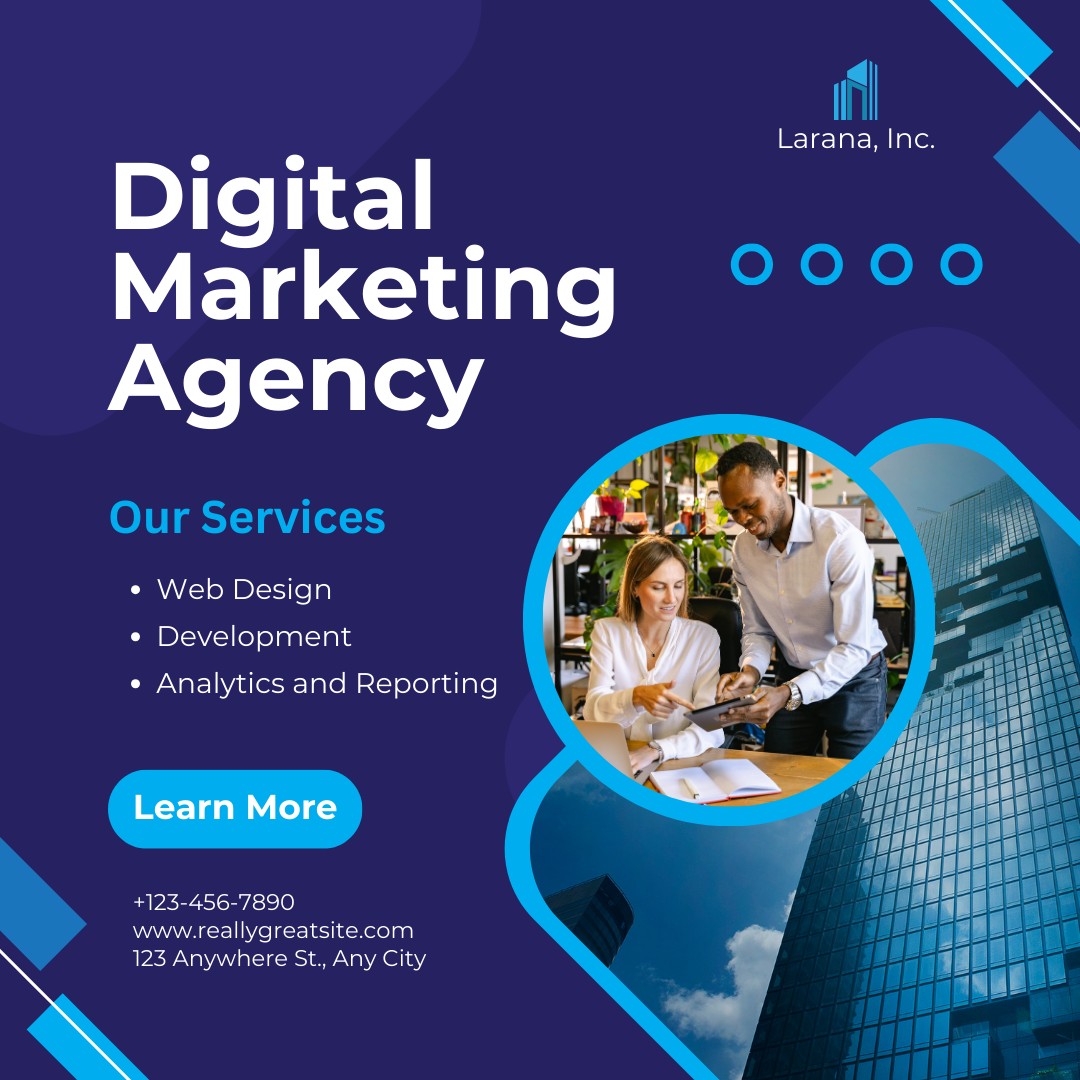 Larana, Inc.
Digital
Marketing
Agency
Our Services
• Web Design
• Development
• Analytics and Reporting
Learn More
+123-456-7890
www.reallygreatsite.com
123 Anywhere St., Any City